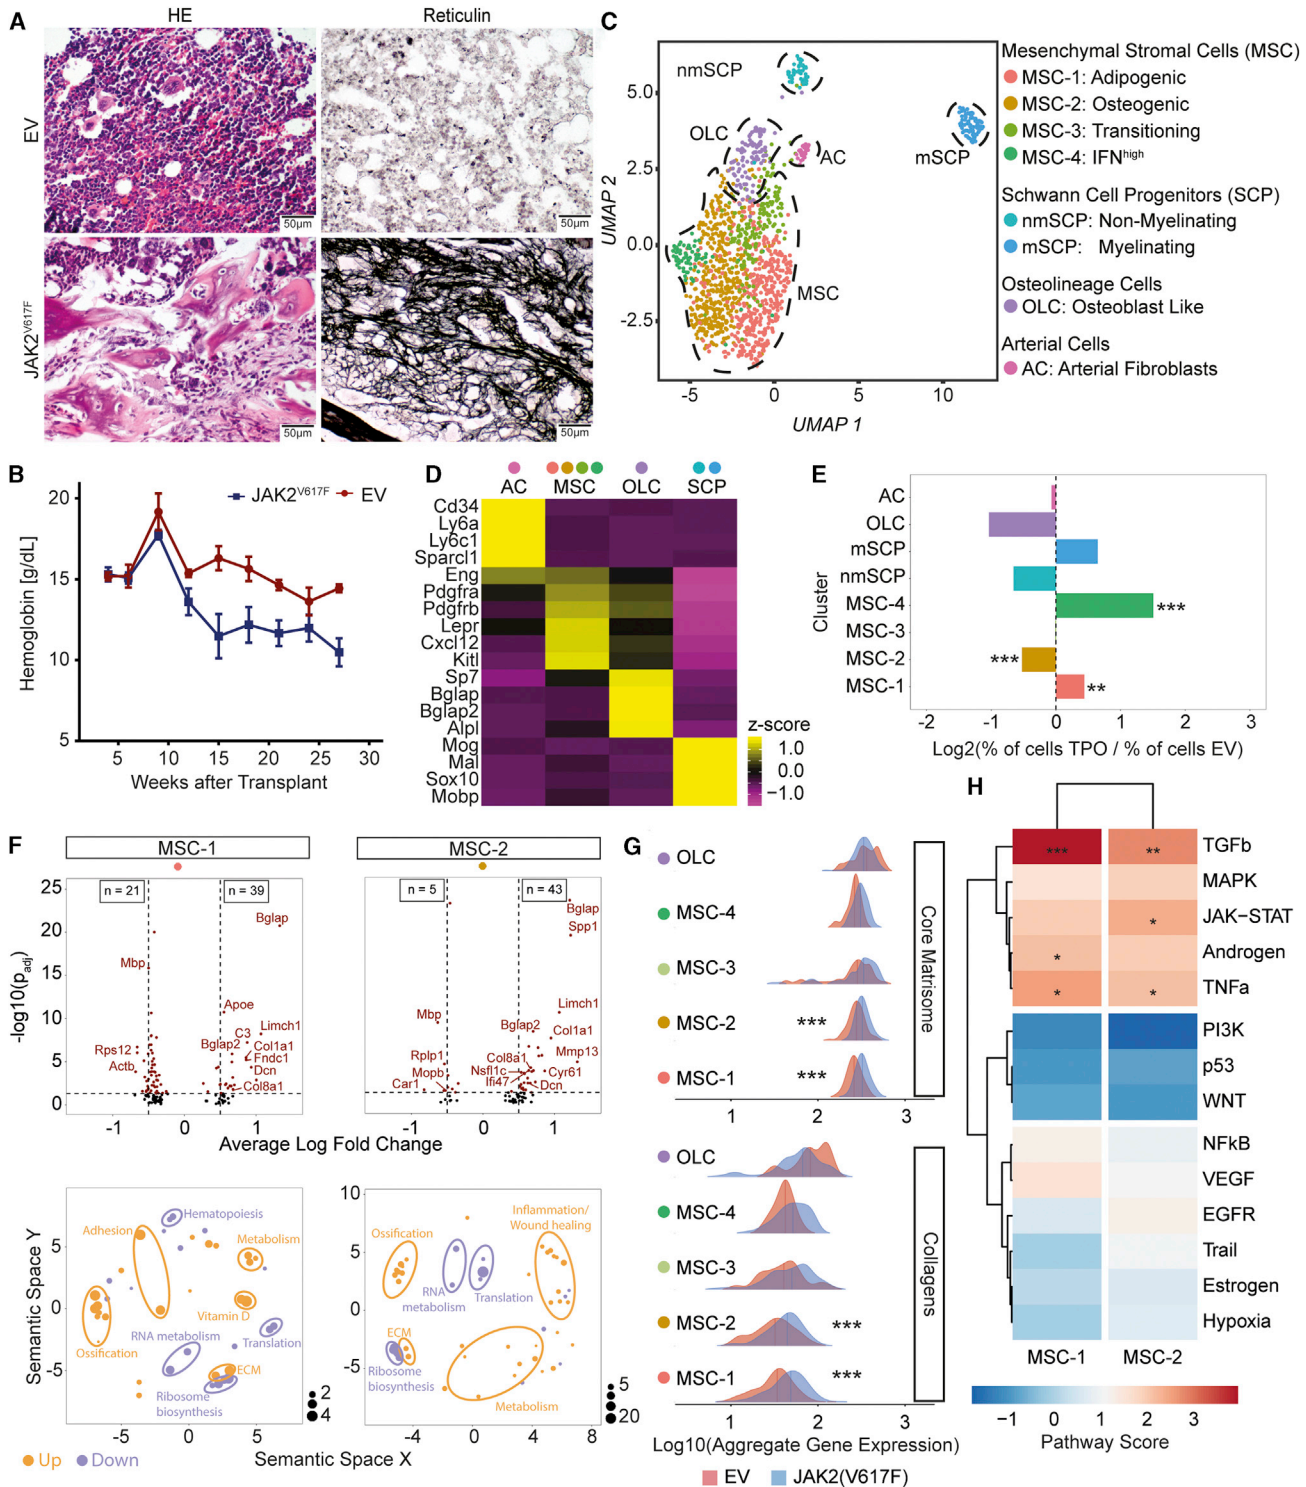 A
HE
Reticulin
EV
50µm
50µm
JAK2V617F
50µm
50µm
C
UMAP 2
5.0
2.5
0.0
-2.5
-5
0
5
10
UMAP 1
nmSCP
OLC
AC
mSCP
MSC
Mesenchymal Stromal Cells (MSC)
MSC-1: Adipogenic
MSC-2: Osteogenic
MSC-3: Transitioning
MSC-4: IFNhigh
Schwann Cell Progenitors (SCP)
nmSCP: Non-Myelinating
mSCP: Myelinating
Osteolineage Cells
OLC: Osteoblast Like
Arterial Cells
AC: Arterial Fibroblasts
B
Hemoglobin [g/dL]
20
15
10
5
JAK2V617F
EV
5
10
15
20
25
30
Weeks after Transplant
D
AC
MSC
OLC
SCP
Cd34
Ly6a
Ly6c1
Sparcl1
Eng
Pdgfra
Pdgfrb
Lepr
Cxcl12
Kitl
Sp7
Bglap
Bglap2
Alpl
Mog
Mal
Sox10
Mobp
z-score
1.0
0.0
−1.0
E
Cluster
AC
OLC
mSCP
nmSCP
MSC-4
***
MSC-3
MSC-2
***
MSC-1
**
-2
-1
0
1
2
3
Log2(% of cells TPO / % of cells EV)
F
MSC-1
MSC-2
-log10(padj)
25
20
15
10
5
0
n = 21
n = 39
Bglap
Mbp
Apoe
C3
Limch1
Bglap2
Col1a1
Rps12
Fndc1
Actb
Dcn
Col8a1
-1
0
1
n = 5
n = 43
Bglap
Spp1
Mbp
Limch1
Bglap2
Col1a1
Rplp1
Col8a1
Mmp13
Mopb
Nsfl1c
Cyr61
Car1
Ifi47
Dcn
-1
0
1
Average Log Fold Change
Semantic Space Y
5
0
-5
Hematopoiesis
Adhesion
Metabolism
Vitamin D
RNA metabolism
Translation
Ossification
ECM
Ribosome
biosynthesis
2
4
-5
0
5
10
5
0
-5
Inflammation/
Wound healing
Ossification
RNA
metabolism
Translation
ECM
Ribosome
biosynthesis
Metabolism
5
20
-4
0
4
8
Semantic Space X
Up
Down
G
OLC
MSC-4
MSC-3
MSC-2
***
MSC-1
***
Core Matrisome
1
2
3
OLC
MSC-4
MSC-3
MSC-2
***
MSC-1
***
Collagens
1
2
3
Log10(Aggregate Gene Expression)
EV
JAK2(V617F)
H
***
**
TGFb
MAPK
*
JAK−STAT
*
Androgen
*
*
TNFa
PI3K
p53
WNT
NFkB
VEGF
EGFR
Trail
Estrogen
Hypoxia
MSC-1
MSC-2
−1
0
1
2
3
Pathway Score